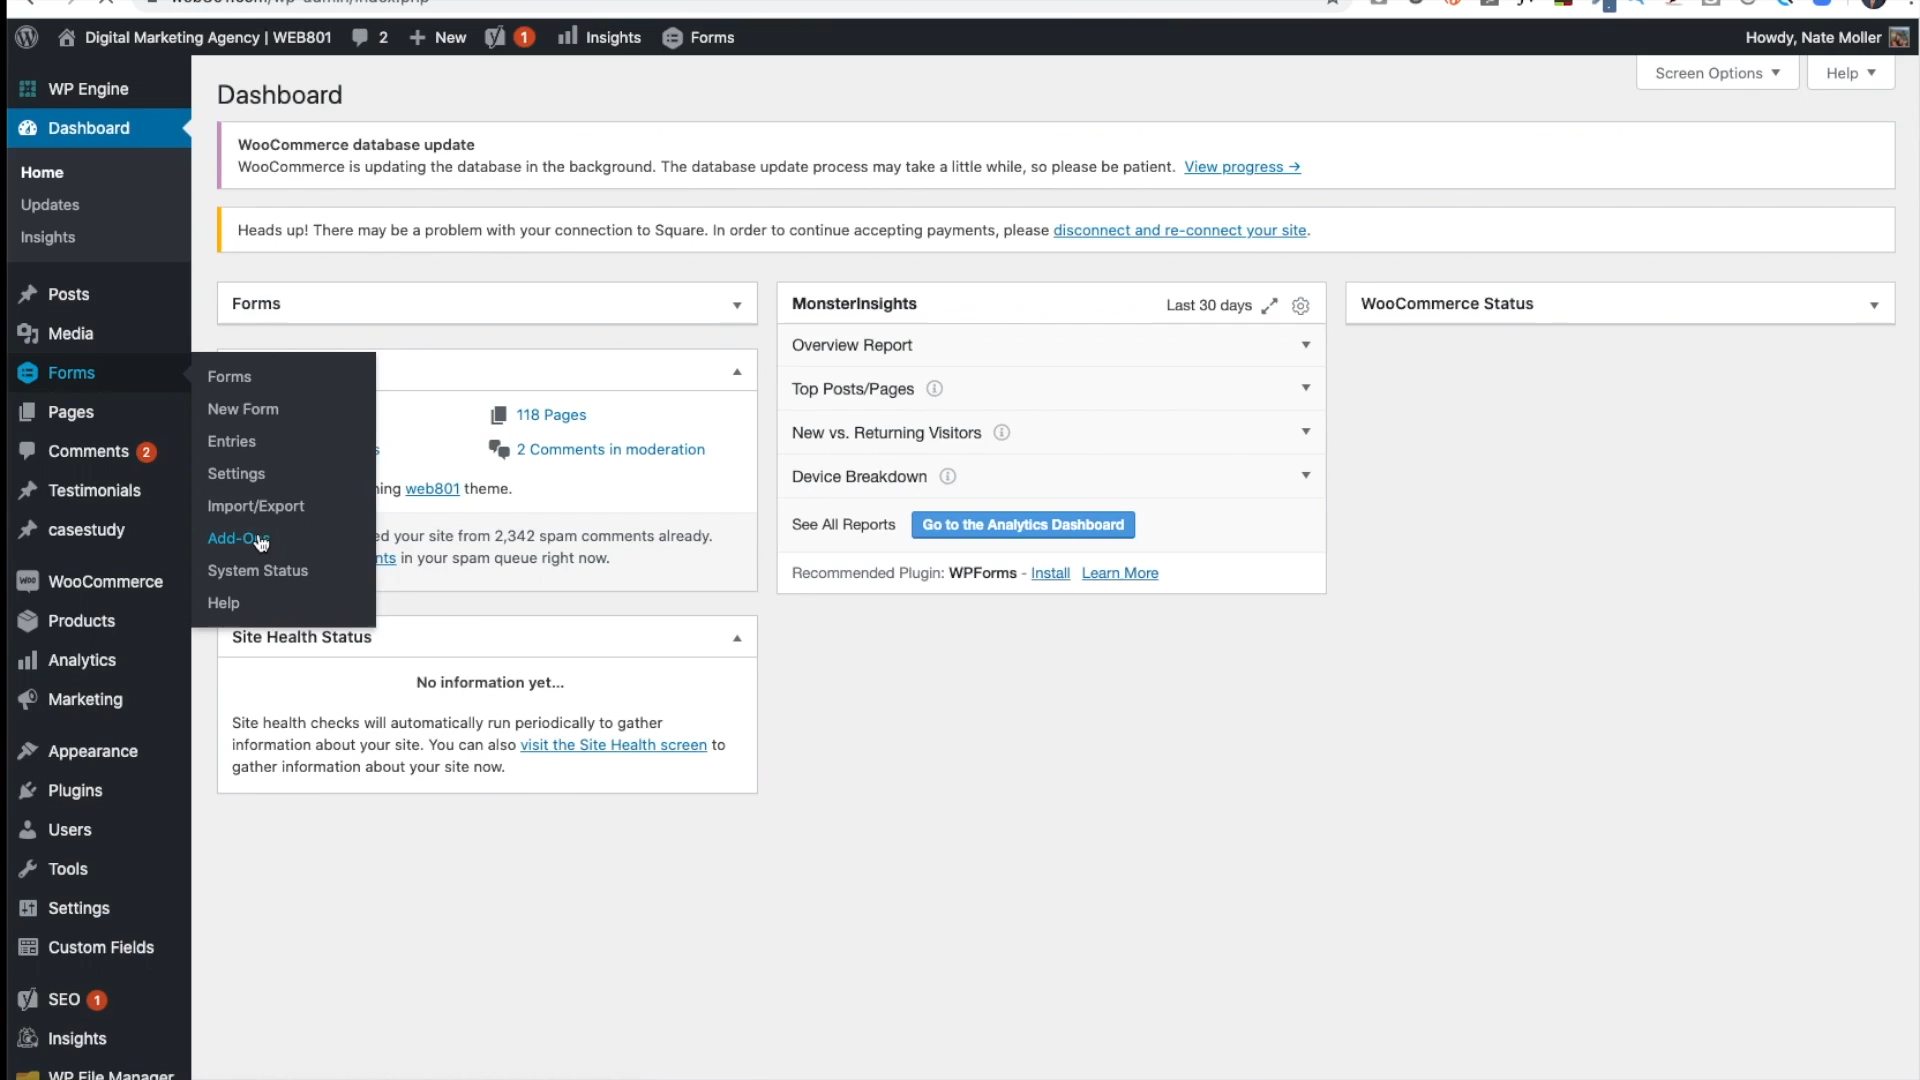 Digital Marketing Agency | WEB801
2
New
1
Insights
Forms
Howdy, Nate Moller
WP Engine
Dashboard
Home
Updates
Insights
Posts
Media
Forms
Pages
Comments 2
Testimonials
casestudy
WooCommerce
Products
Analytics
Marketing
Appearance
Plugins
Users
Tools
Settings
Custom Fields
SEO 1
Insights
WP File Manager
Forms
New Form
Entries
Settings
Import/Export
Add-Ons
System Status
Help
Screen Options
Help
Dashboard
WooCommerce database update
WooCommerce is updating the database in the background. The database update process may take a little while, so please be patient. View progress →
Heads up! There may be a problem with your connection to Square. In order to continue accepting payments, please disconnect and re-connect your site.
Forms
118 Pages
2 Comments in moderation
web801 theme.
your site from 2,342 spam comments already.
in your spam queue right now.
Site Health Status
No information yet...
Site health checks will automatically run periodically to gather
information about your site. You can also visit the Site Health screen to
gather information about your site now.
MonsterInsights
Last 30 days
Overview Report
Top Posts/Pages
New vs. Returning Visitors
Device Breakdown
See All Reports
Go to the Analytics Dashboard
Recommended Plugin: WPForms - Install Learn More
WooCommerce Status